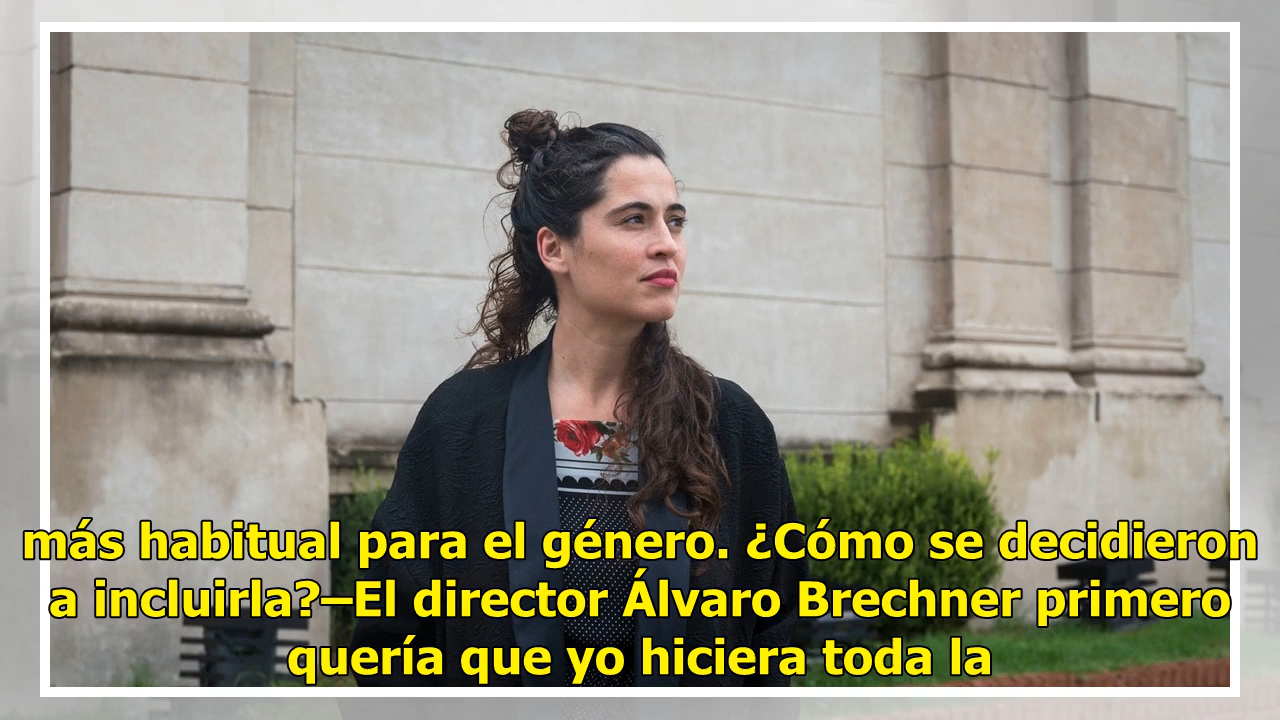 más habitual para el género. ¿Cómo se decidieron
a incluirla?—El director Álvaro Brechner primero
quería que yo hiciera toda la